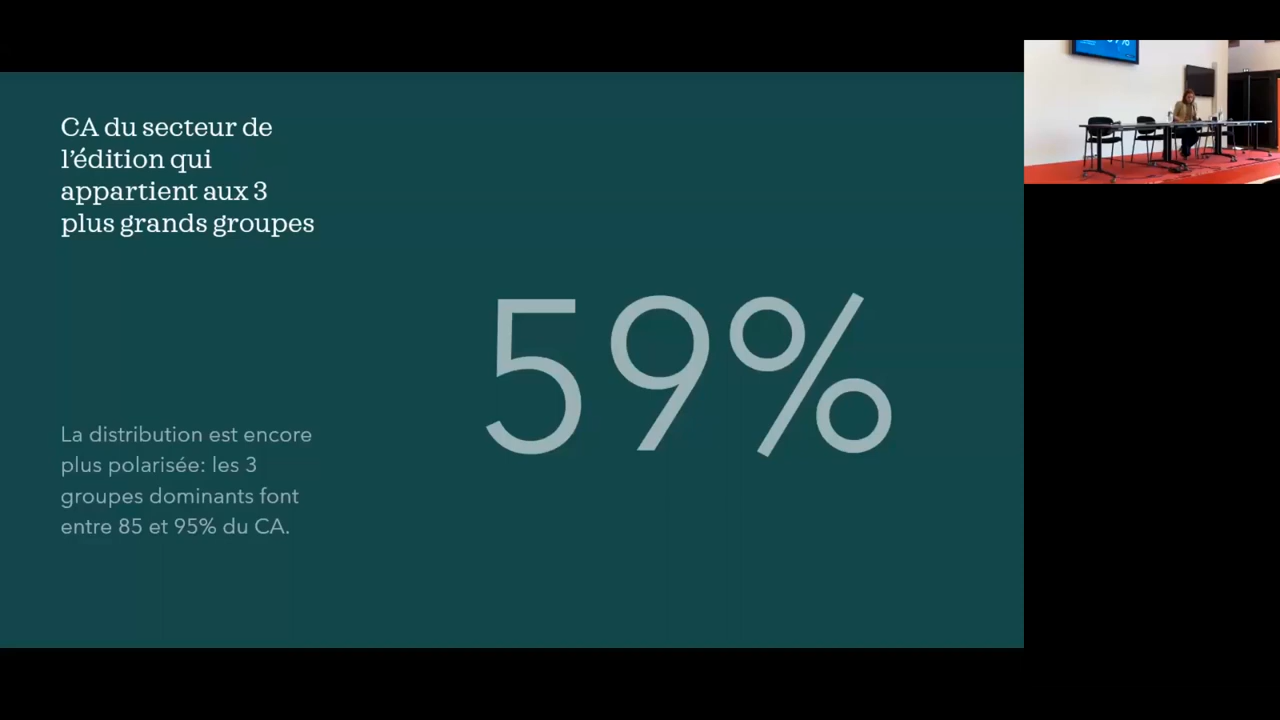 CA du secteur de
l’édition qui
appartient aux 3
plus grands groupes
59%
La distribution est encore
plus polarisée: les 3
groupes dominants font
entre 85 et 95% du CA.